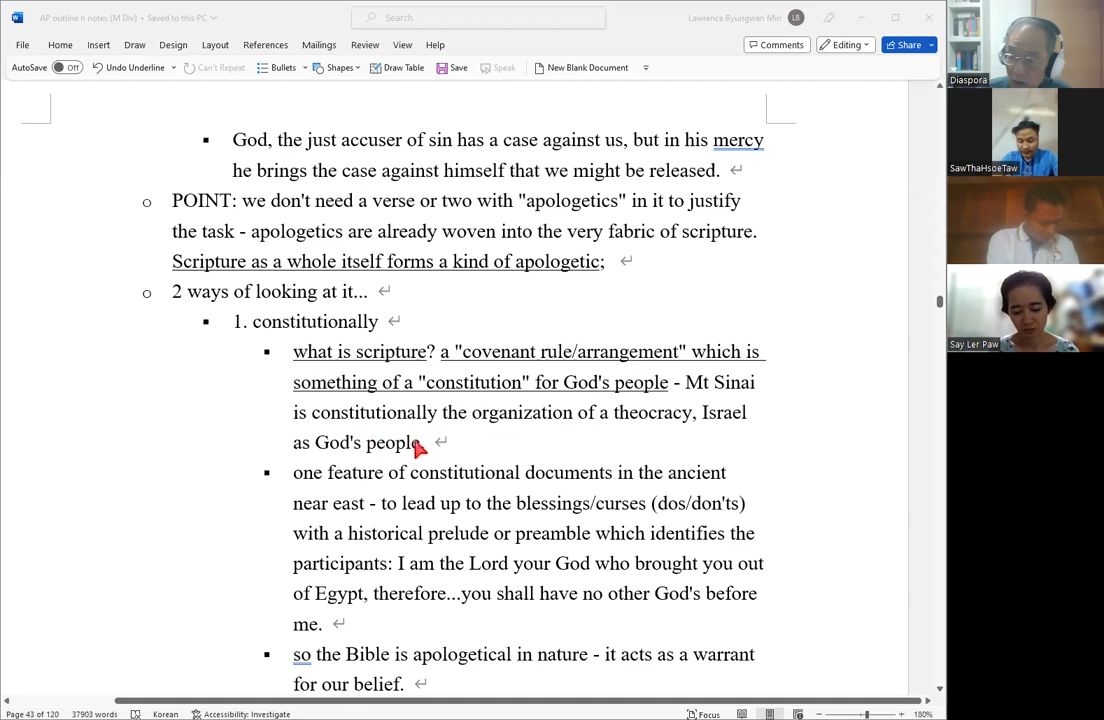 AP outline n notes (M Div) • Saved to this PC
Search
Lawrence Byungwan Min
LB
File Home Insert Draw Design Layout References Mailings Review View Help
Comments Editing Share
AutoSave Off Undo Underline Can't Repeat Bullets Shapes Draw Table Save Speak New Blank Document
God, the just accuser of sin has a case against us, but in his mercy
he brings the case against himself that we might be released.
POINT: we don't need a verse or two with "apologetics" in it to justify
the task - apologetics are already woven into the very fabric of scripture.
Scripture as a whole itself forms a kind of apologetic;
2 ways of looking at it...
1. constitutionally
what is scripture? a "covenant rule/arrangement" which is
something of a "constitution" for God's people - Mt Sinai
is constitutionally the organization of a theocracy, Israel
as God's people.
one feature of constitutional documents in the ancient
near east - to lead up to the blessings/curses (dos/don'ts)
with a historical prelude or preamble which identifies the
participants: I am the Lord your God who brought you out
of Egypt, therefore...you shall have no other God's before
me.
so the Bible is apologetical in nature - it acts as a warrant
for our belief.
Page 43 of 120 37903 words Korean Accessibility: Investigate Focus 180%
Diaspora
SawThaHsoeTaw
Say Ler Paw